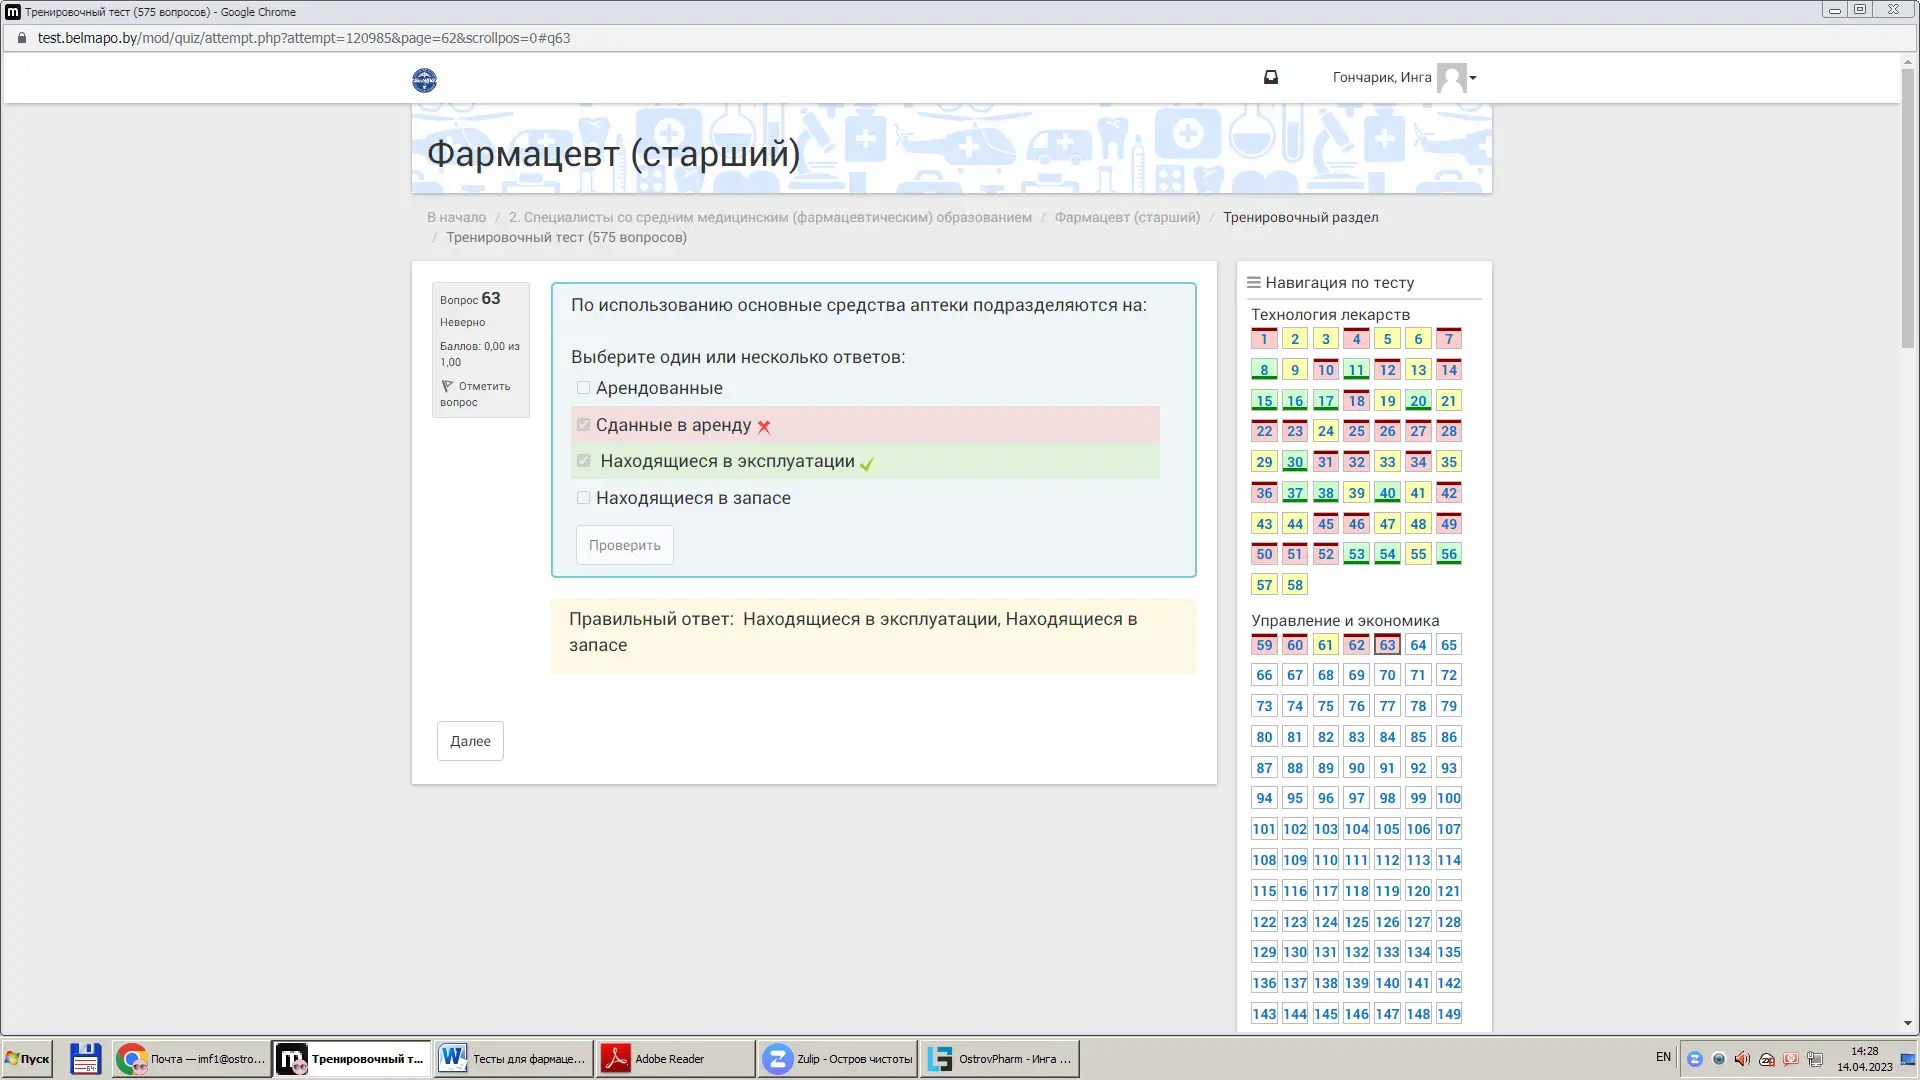 Тренировочный тест (575 вопросов) - Google Chrome
test.belmapo.by/mod/quiz/attempt.php?attempt=120985&page=62&scrollpos=0#q63
Гончарик, Инга
Фармацевт (старший)
В начало / 2. Специалисты со средним медицинским (фармацевтическим) образованием / Фармацевт (старший) / Тренировочный раздел
/ Тренировочный тест (575 вопросов)
Вопрос 63
Неверно
Баллов: 0,00 из
1,00
Отметить
вопрос
По использованию основные средства аптеки подразделяются на:
Выберите один или несколько ответов:
Арендованные
Сданные в аренду
Находящиеся в эксплуатации
Находящиеся в запасе
Проверить
Правильный ответ: Находящиеся в эксплуатации, Находящиеся в
запасе
Далее
Навигация по тесту
Технология лекарств
1 2 3 4 5 6 7
8 9 10 11 12 13 14
15 16 17 18 19 20 21
22 23 24 25 26 27 28
29 30 31 32 33 34 35
36 37 38 39 40 41 42
43 44 45 46 47 48 49
50 51 52 53 54 55 56
57 58
Управление и экономика
59 60 61 62 63 64 65
66 67 68 69 70 71 72
73 74 75 76 77 78 79
80 81 82 83 84 85 86
87 88 89 90 91 92 93
94 95 96 97 98 99 100
101 102 103 104 105 106 107
108 109 110 111 112 113 114
115 116 117 118 119 120 121
122 123 124 125 126 127 128
129 130 131 132 133 134 135
136 137 138 139 140 141 142
143 144 145 146 147 148 149
Пуск
Почта — imf1@ostro...
Тренировочный т...
Тесты для фармаце...
Adobe Reader
Zulip - Остров чистоты
OstrovPharm - Инга ...
EN
14:28
14.04.2023